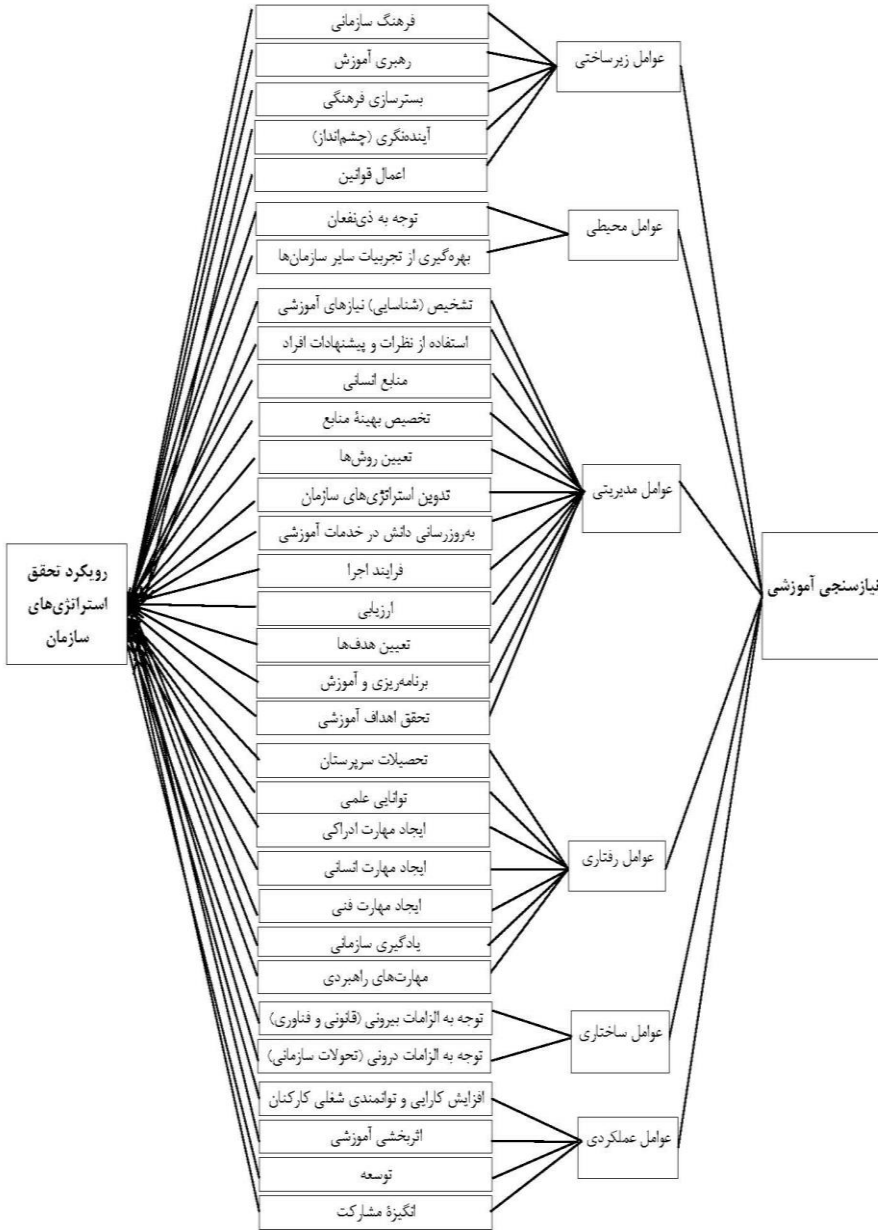 نیازسنجی آموزشی
عوامل زیرساختی
عوامل محیطی
عوامل مدیریتی
عوامل رفتاری
عوامل ساختاری
عوامل عملکردی
فرهنگ سازمانی
رهبری آموزش
بسترسازی فرهنگی
آینده‌نگری (چشم‌انداز)
اعمال قوانین
توجه به ذی‌نفعان
بهره‌گیری از تجربیات سایر سازمان‌ها
تشخیص (شناسایی) نیازهای آموزشی
استفاده از نظرات و پیشنهادات افراد
منابع انسانی
تخصیص بهینهٔ منابع
تعیین روش‌ها
تدوین استراتژی‌های سازمان
به‌روزرسانی دانش در خدمات آموزشی
فرایند اجرا
ارزیابی
تعیین هدف‌ها
برنامه‌ریزی و آموزش
تحقق اهداف آموزشی
تحصیلات سرپرستان
توانایی علمی
ایجاد مهارت ادراکی
ایجاد مهارت انسانی
ایجاد مهارت فنی
یادگیری سازمانی
مهارت‌های راهبردی
توجه به الزامات بیرونی (قانونی و فناوری)
توجه به الزامات درونی (تحولات سازمانی)
افزایش کارایی و توانمندی شغلی کارکنان
اثربخشی آموزشی
توسعه
انگیزهٔ مشارکت
رویکرد تحقق
استراتژی‌های
سازمان